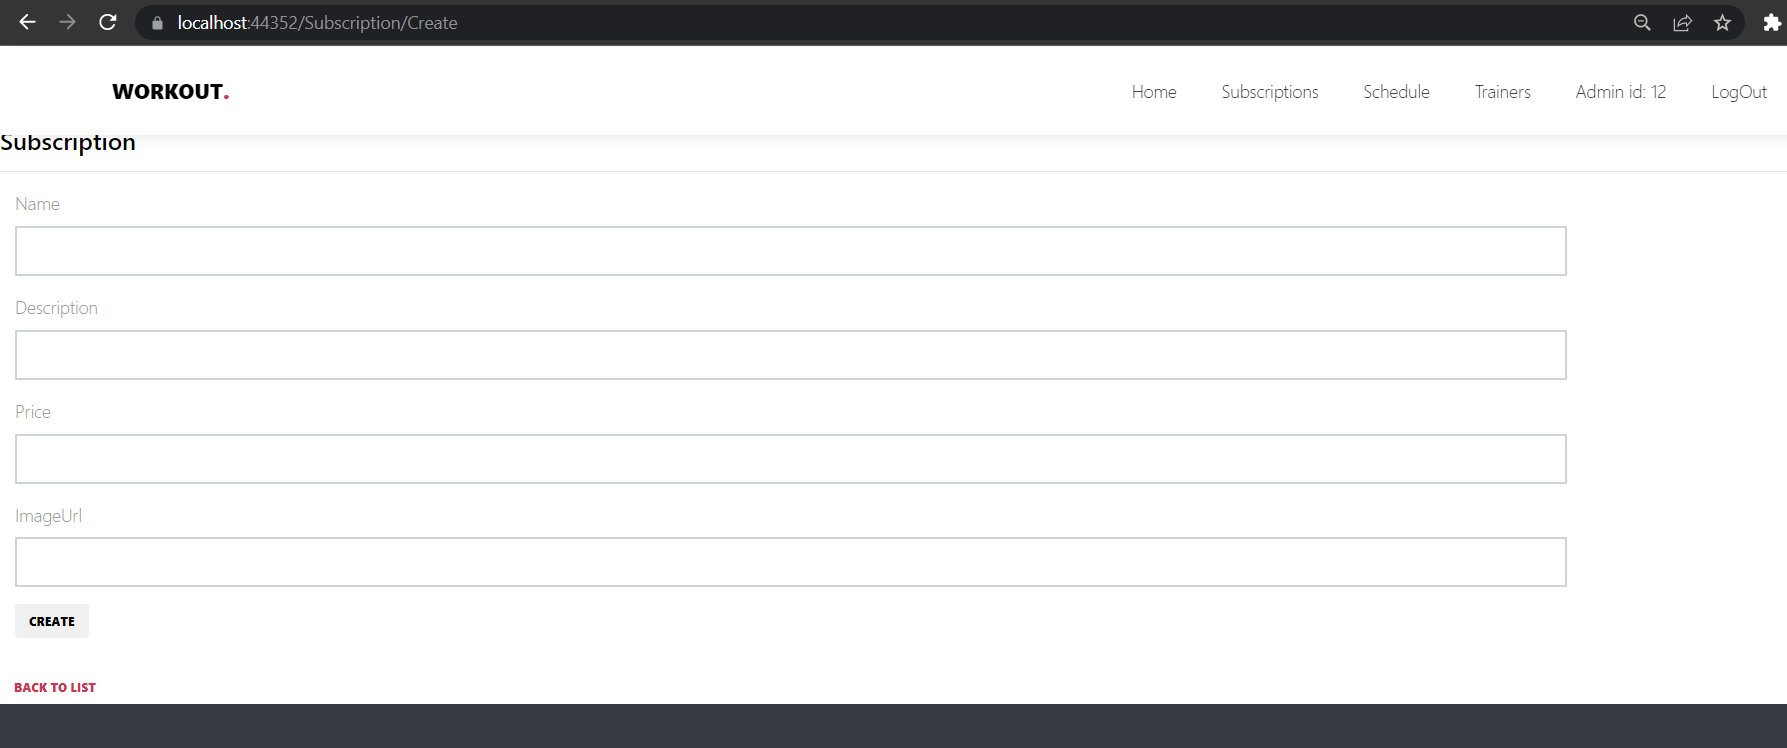 localhost:44352/Subscription/Create
WORKOUT. Home Subscriptions Schedule Trainers Admin id: 12 LogOut
Subscription
Name
Description
Price
ImageUrl
CREATE
BACK TO LIST